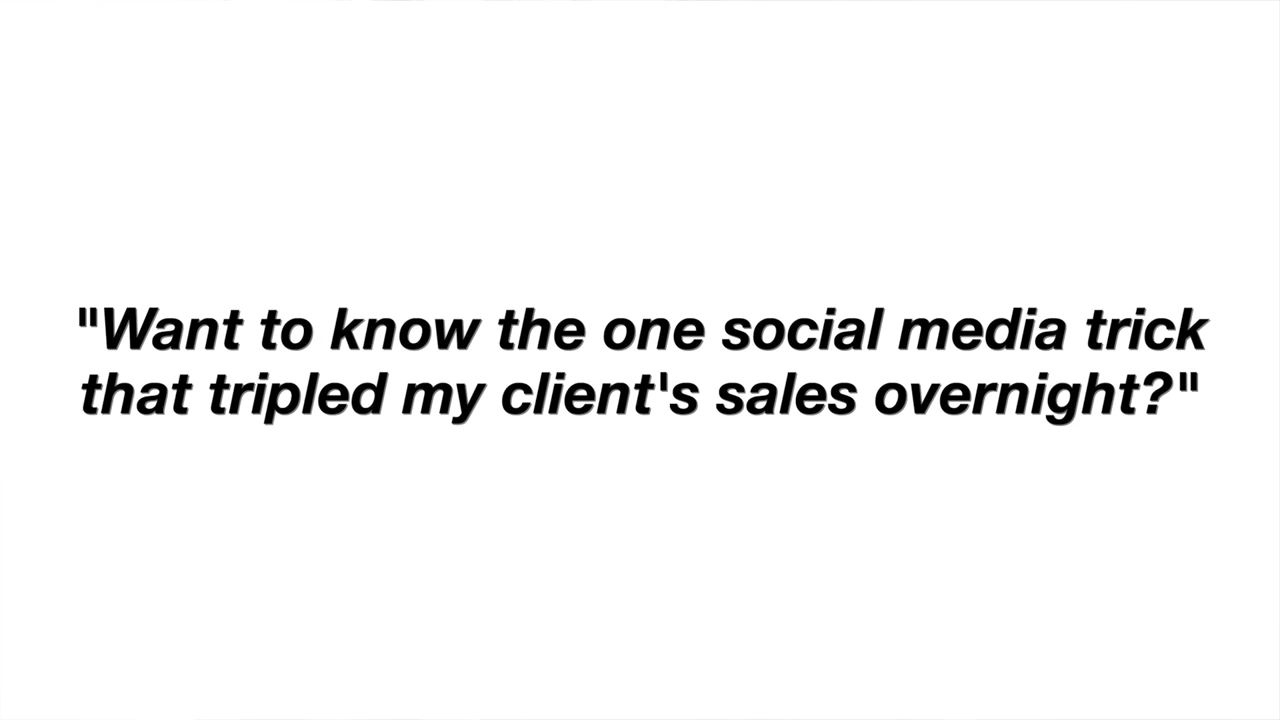 "Want to know the one social media trick
that tripled my client's sales overnight?"